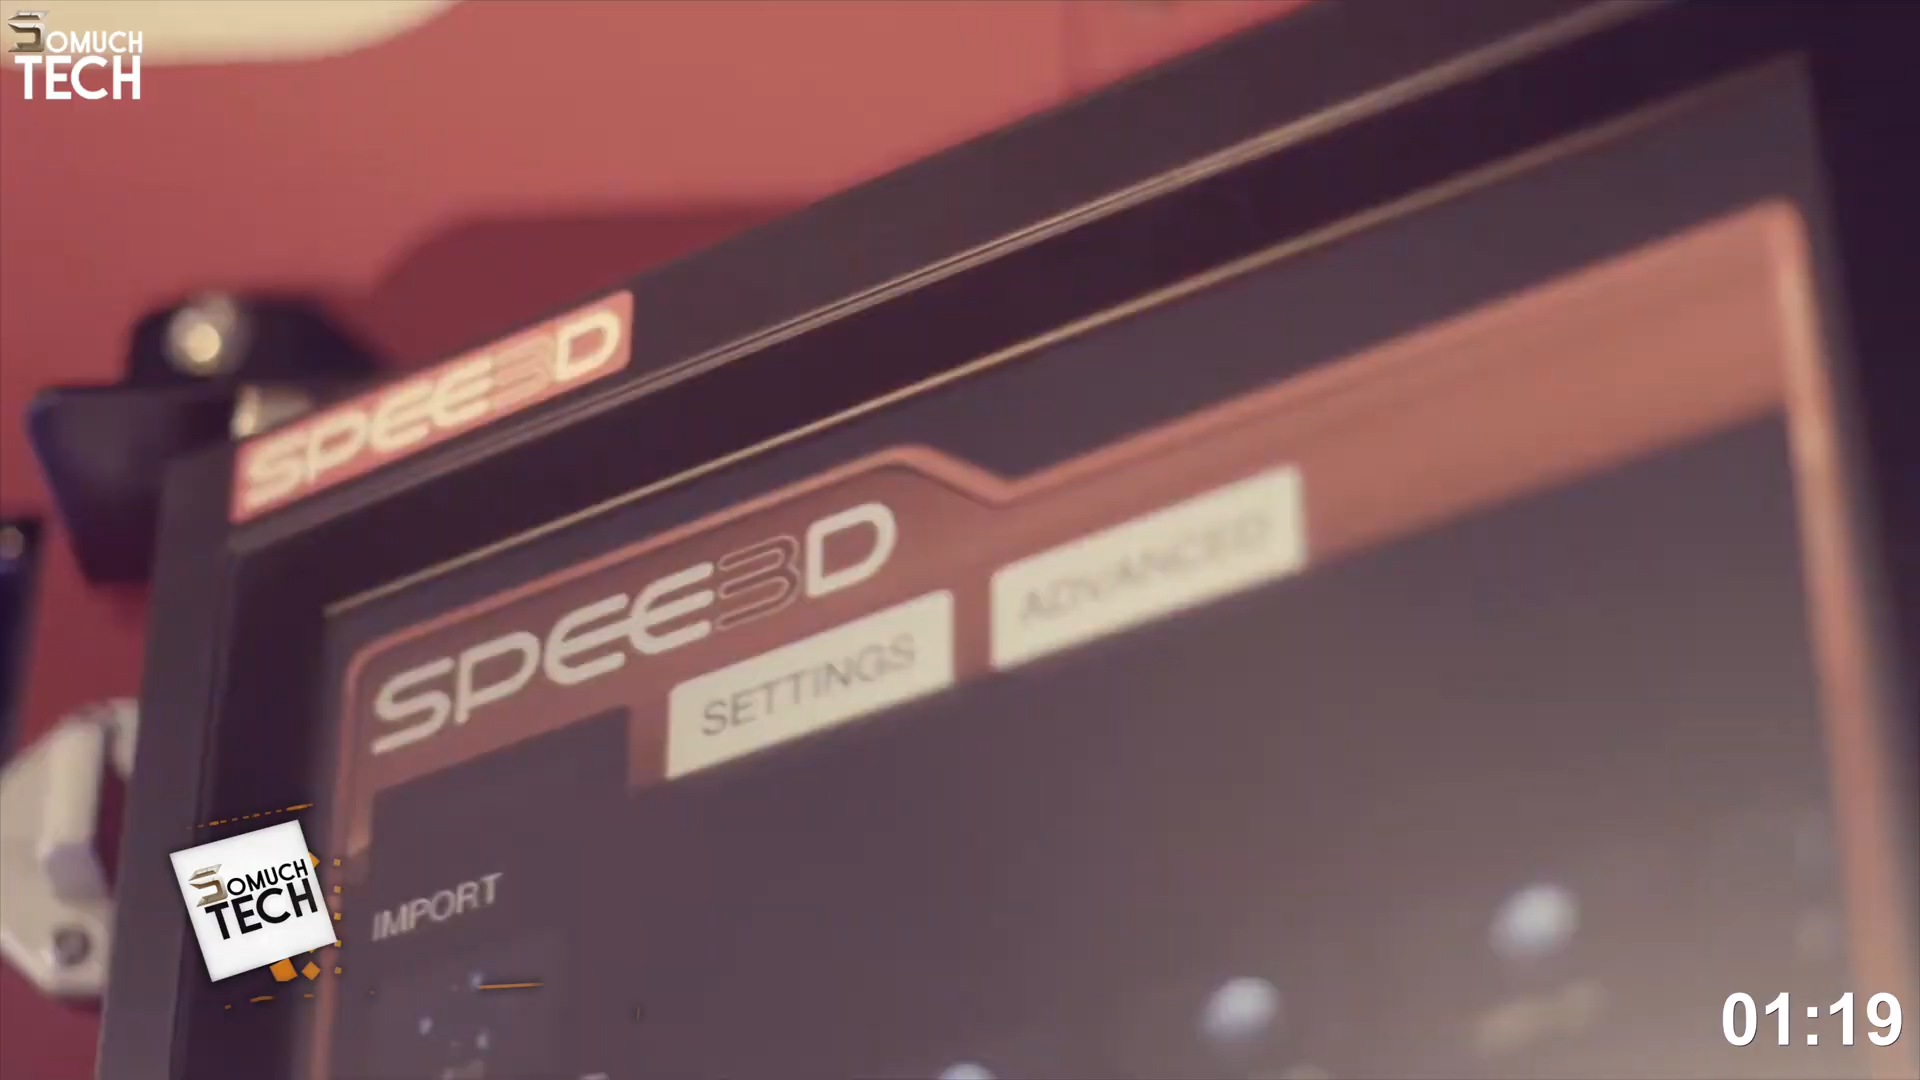 SOMUCH
TECH
SPEE3D
SPEE3D
SETTINGS
ADVANCED
IMPORT
SOMUCH
TECH
01:19